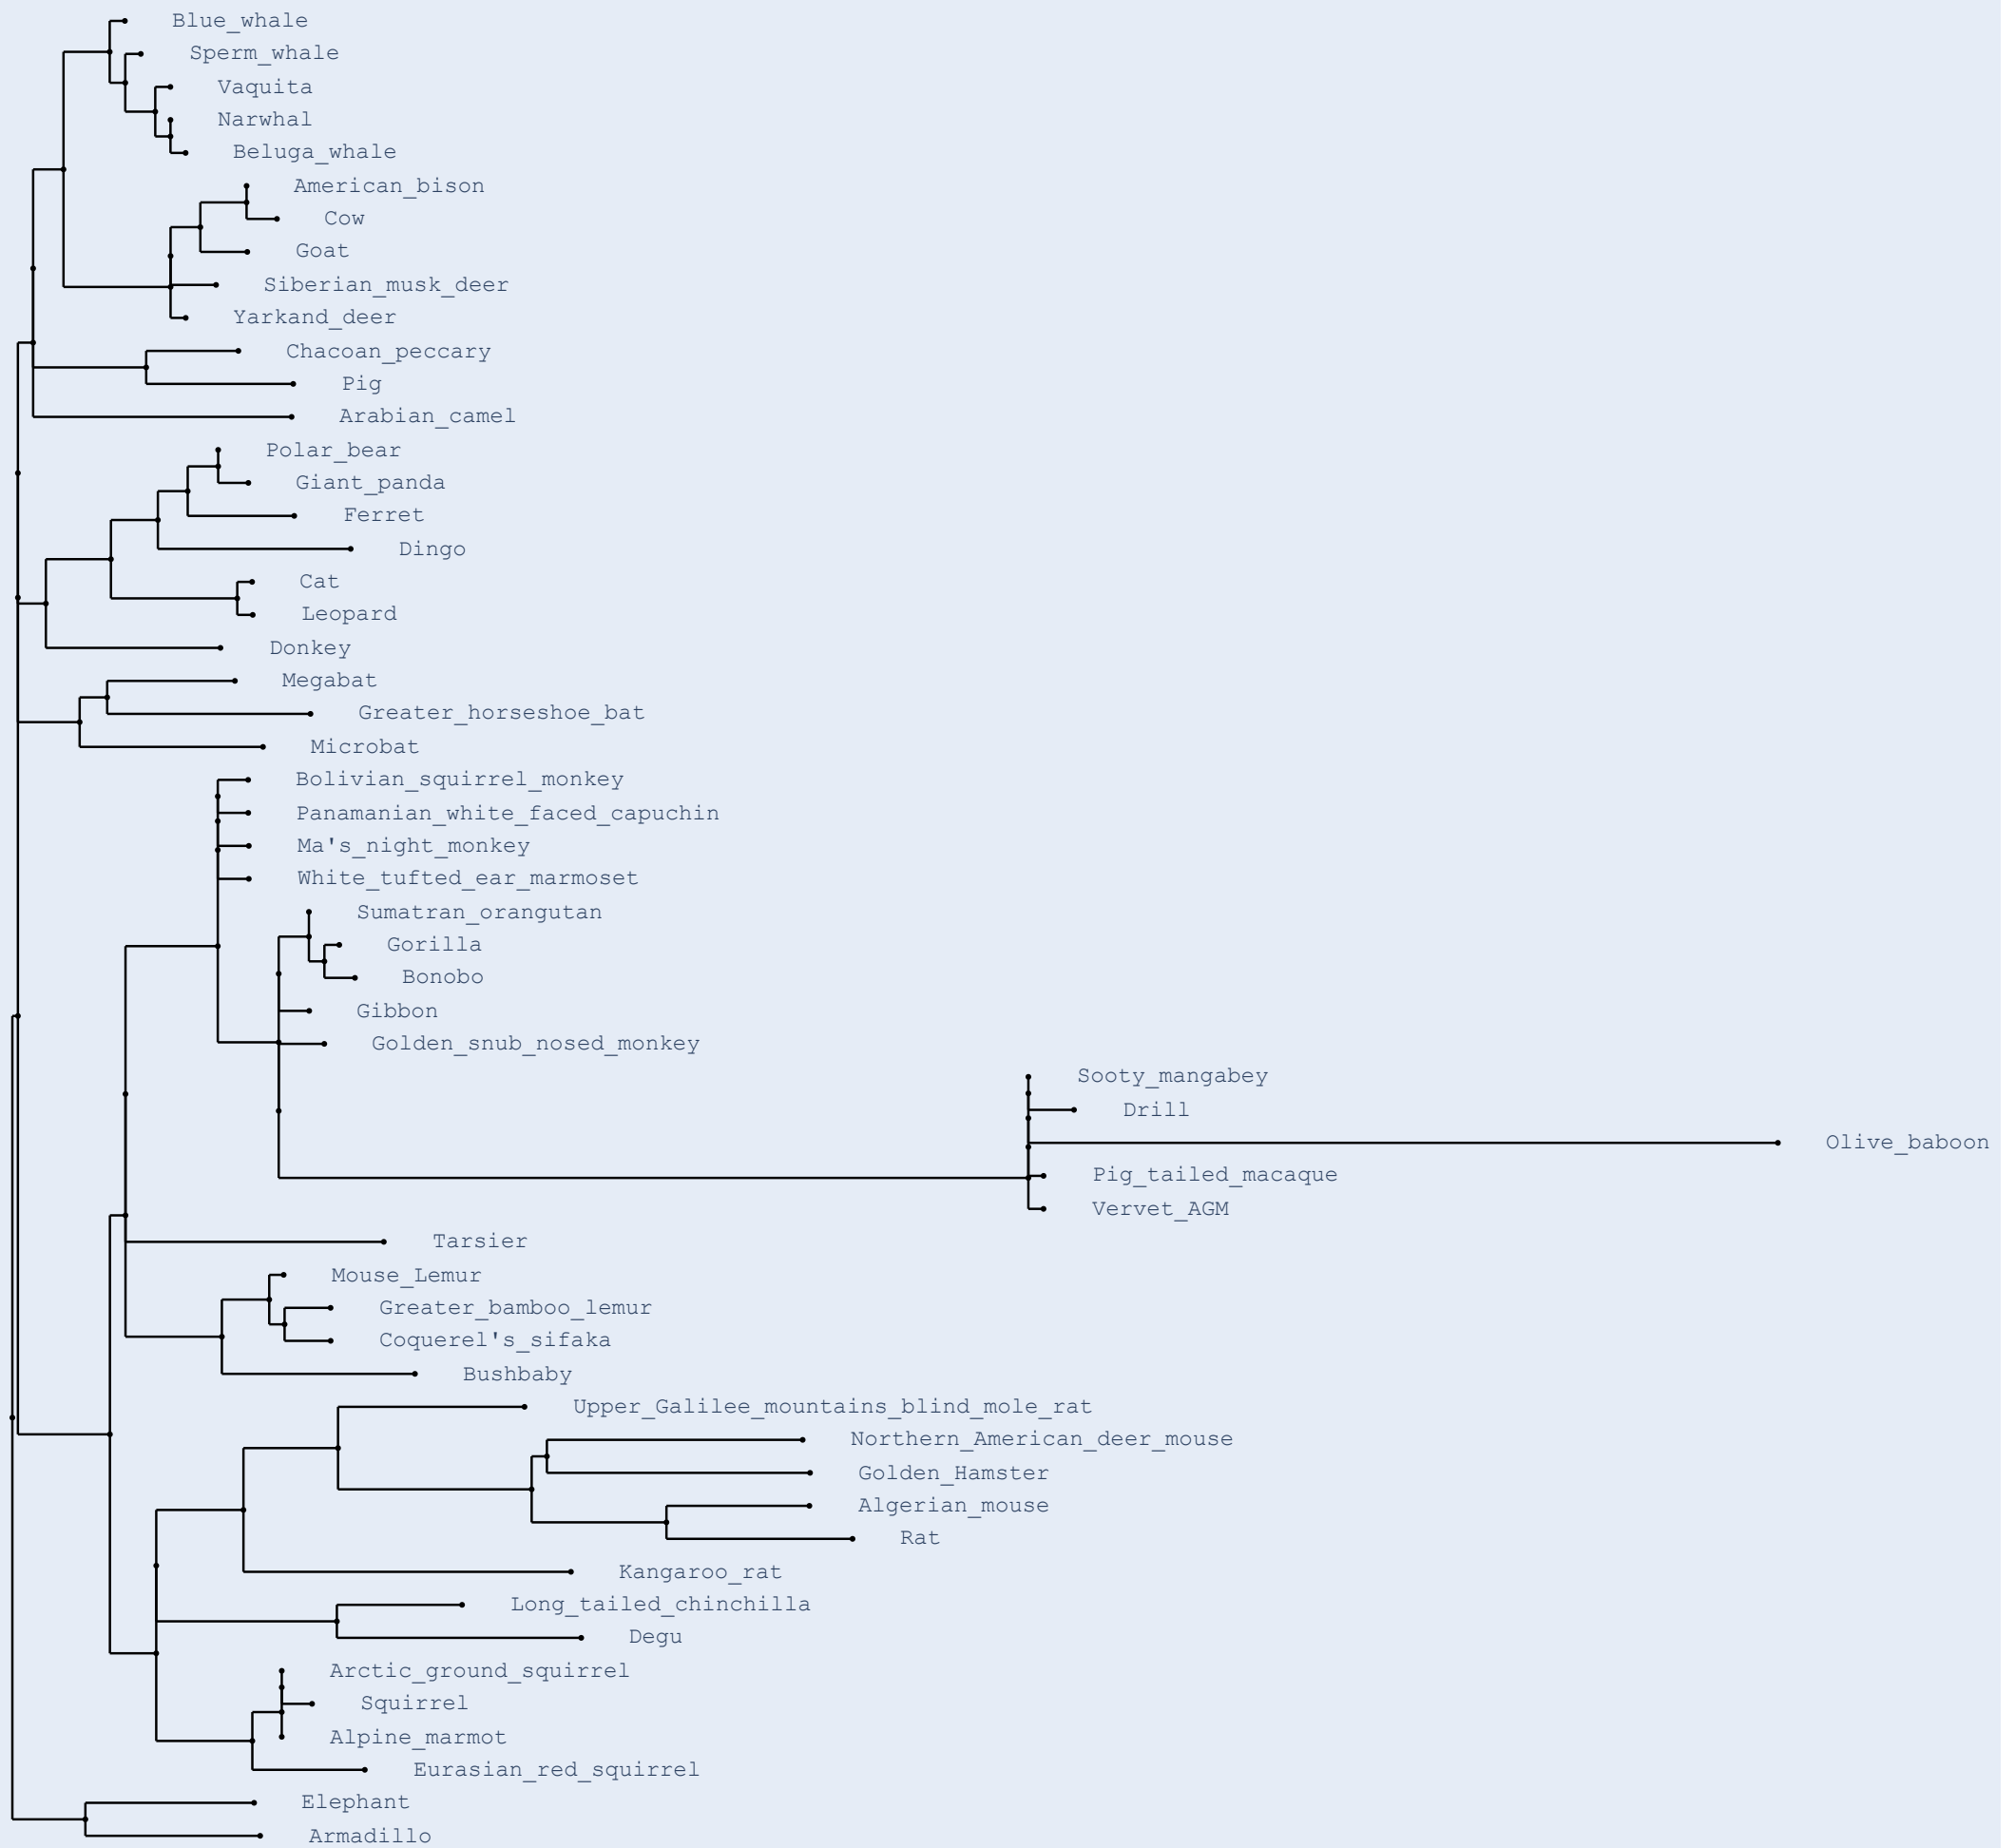 Blue_whale
Sperm_whale
Vaquita
Narwhal
Beluga_whale
American_bison
Cow
Goat
Siberian_musk_deer
Yarkand_deer
Chacoan_peccary
Pig
Arabian_camel
Polar_bear
Giant_panda
Ferret
Dingo
Cat
Leopard
Donkey
Megabat
Greater_horseshoe_bat
Microbat
Bolivian_squirrel_monkey
Panamanian_white_faced_capuchin
Ma's_night_monkey
White_tufted_ear_marmoset
Sumatran_orangutan
Gorilla
Bonobo
Gibbon
Golden_snub_nosed_monkey
Sooty_mangabey
Drill
Olive_baboon
Pig_tailed_macaque
Vervet_AGM
Tarsier
Mouse_Lemur
Greater_bamboo_lemur
Coquerel's_sifaka
Bushbaby
Upper_Galilee_mountains_blind_mole_rat
Northern_American_deer_mouse
Golden_Hamster
Algerian_mouse
Rat
Kangaroo_rat
Long_tailed_chinchilla
Degu
Arctic_ground_squirrel
Squirrel
Alpine_marmot
Eurasian_red_squirrel
Elephant
Armadillo